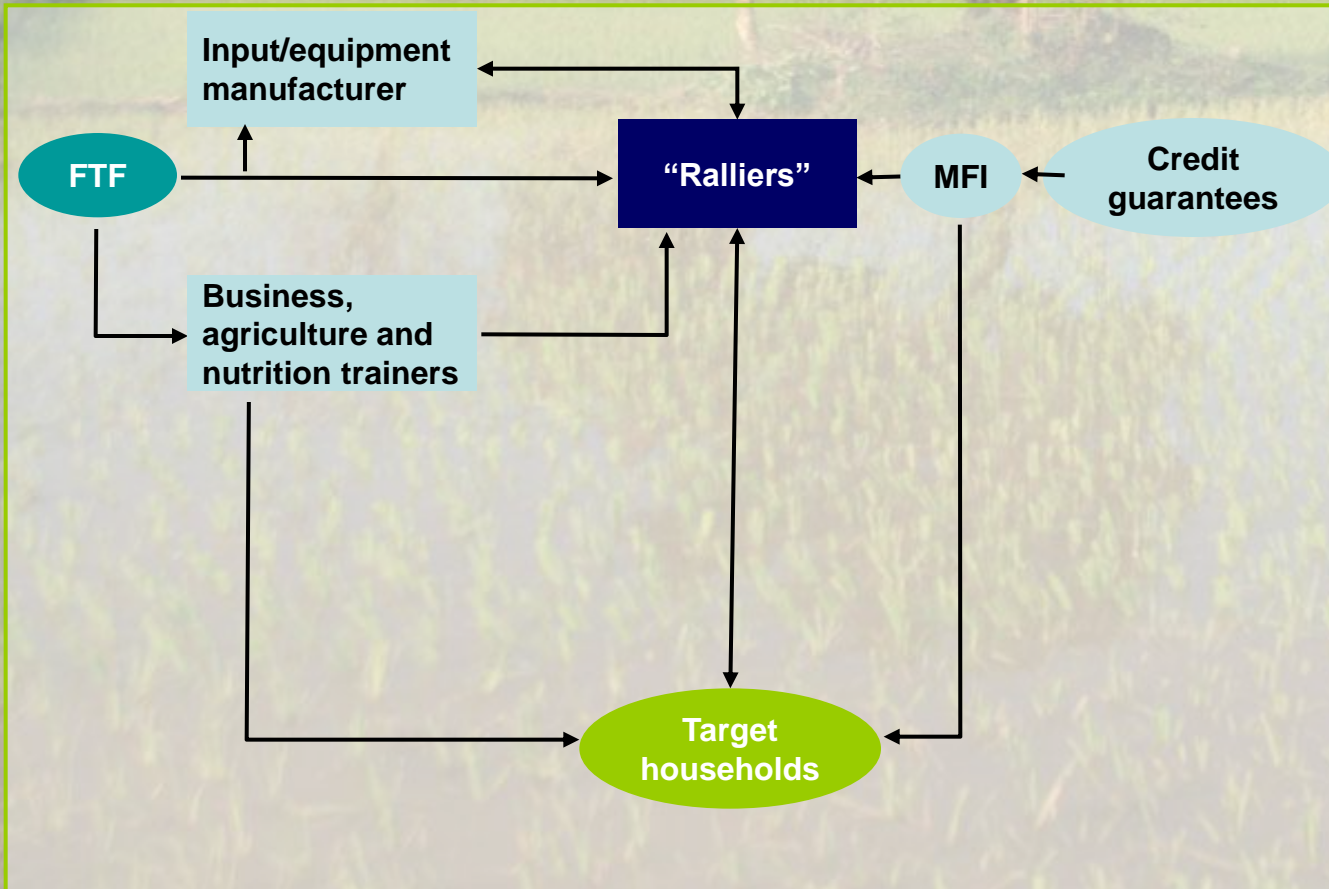 Input/equipment
manufacturer
FTF
“Ralliers”
MFI
Credit
guarantees
Business,
agriculture and
nutrition trainers
Target
households